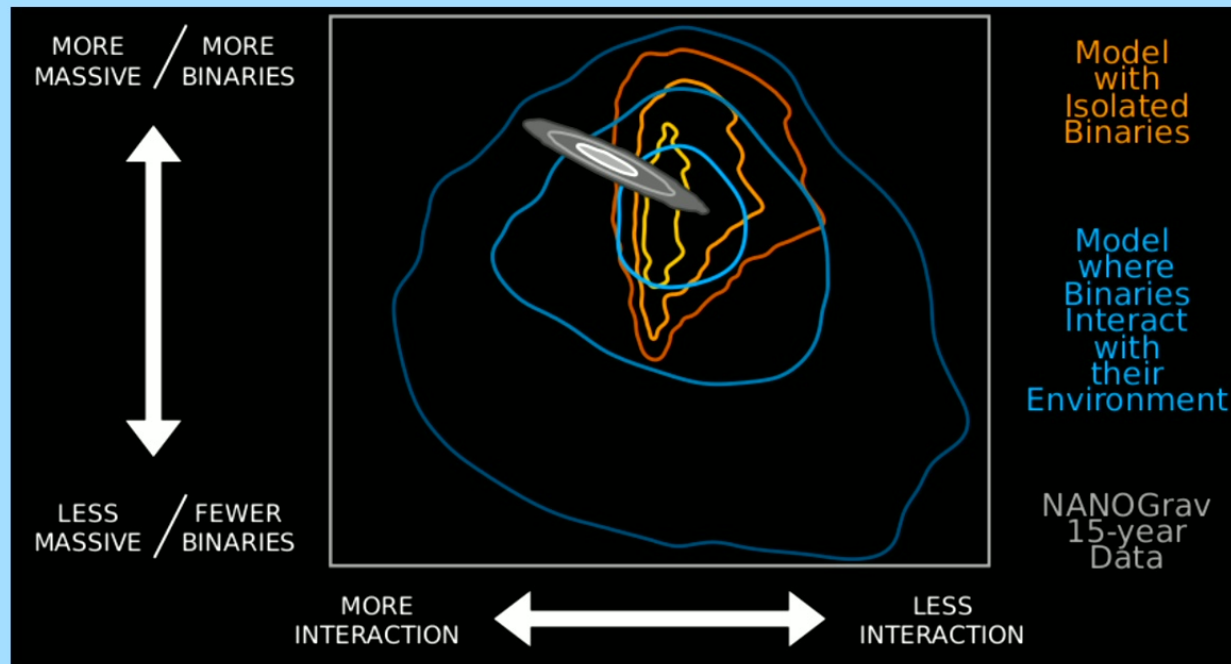 MORE MASSIVE / MORE BINARIES
LESS MASSIVE / FEWER BINARIES
MORE INTERACTION
LESS INTERACTION
Model
with
Isolated
Binaries
Model
where
Binaries
Interact
with
their
Environment
NANOGrav
15-year
Data